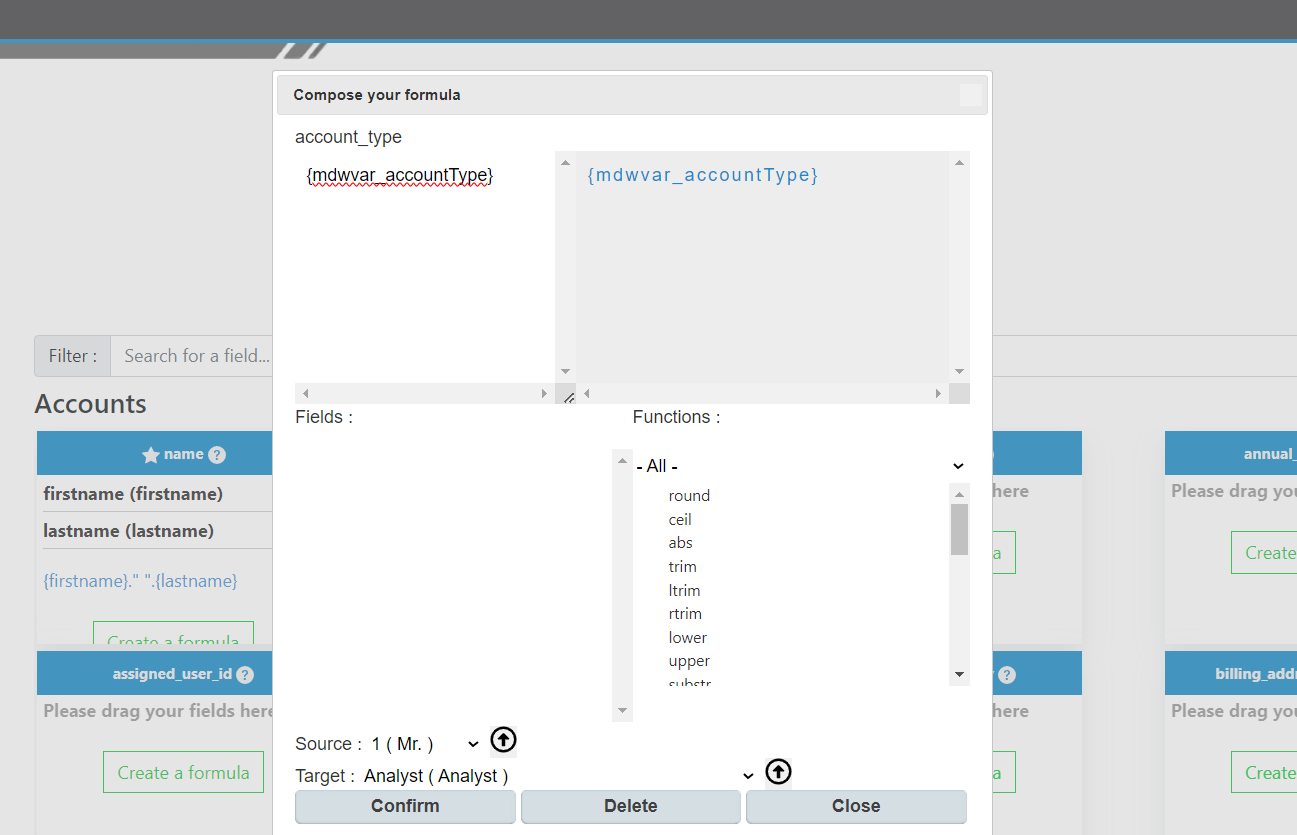 Compose your formula
account_type
{mdwvar_accountType}
{mdwvar_accountType}
Filter :
Search for a field...
Accounts
Fields :
Functions :
name ?
annual_
firstname (firstname)
- All -
here
Please drag you
lastname (lastname)
round
ceil
abs
trim
ltrim
rtrim
lower
upper
substr
{firstname}." ".{lastname}
a
Create
Create a formula
assigned_user_id ?
?
billing_addr
Please drag your fields here
here
Please drag you
Create a formula
a
Create
Source : 1 ( Mr. )
Target : Analyst ( Analyst )
Confirm
Delete
Close